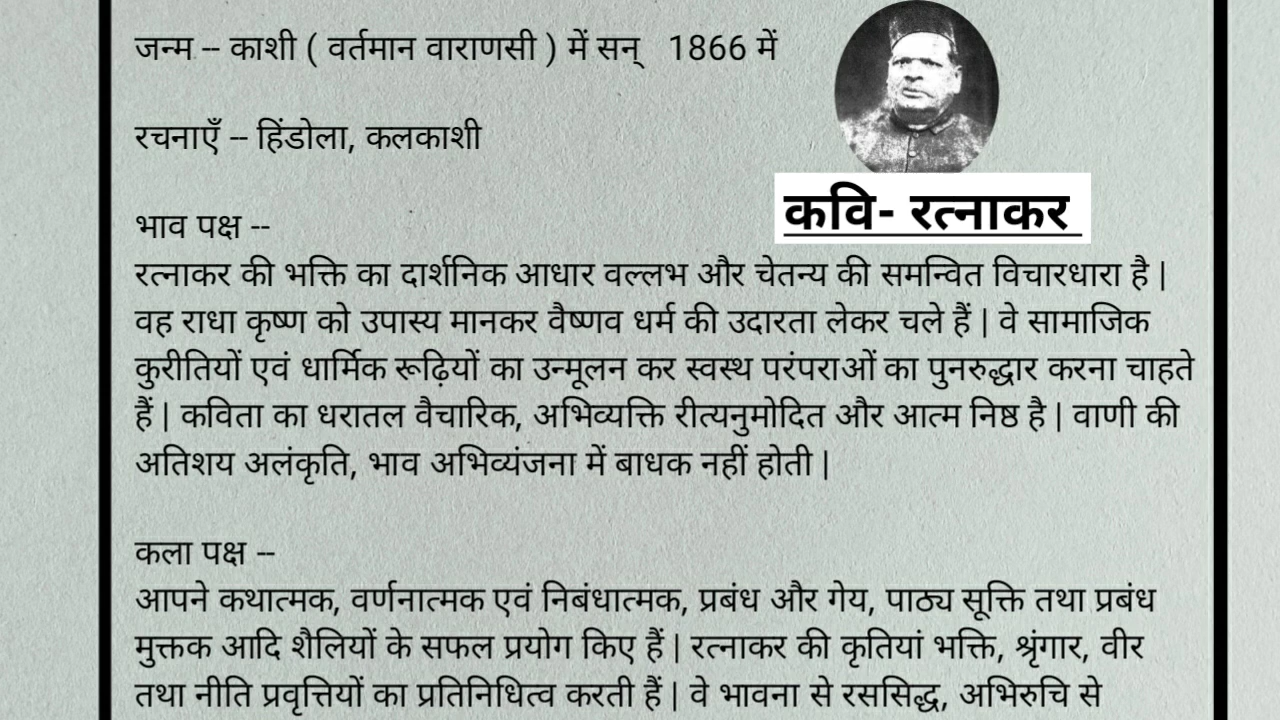 जन्म -- काशी ( वर्तमान वाराणसी ) में सन्   1866 में
रचनाएँ -- हिंडोला, कलकाशी
कवि- रत्नाकर
भाव पक्ष --
रत्नाकर की भक्ति का दार्शनिक आधार वल्लभ और चेतन्य की समन्वित विचारधारा है |
वह राधा कृष्ण को उपास्य मानकर वैष्णव धर्म की उदारता लेकर चले हैं | वे सामाजिक
कुरीतियों एवं धार्मिक रूढ़ियों का उन्मूलन कर स्वस्थ परंपराओं का पुनरुद्धार करना चाहते
हैं | कविता का धरातल वैचारिक, अभिव्यक्ति रीत्यनुमोदित और आत्म निष्ठ है | वाणी की
अतिशय अलंकृति, भाव अभिव्यंजना में बाधक नहीं होती |
कला पक्ष --
आपने कथात्मक, वर्णनात्मक एवं निबंधात्मक, प्रबंध और गेय, पाठ्य सूक्ति तथा प्रबंध
मुक्तक आदि शैलियों के सफल प्रयोग किए हैं | रत्नाकर की कृतियां भक्ति, श्रृंगार, वीर
तथा नीति प्रवृत्तियों का प्रतिनिधित्व करती हैं | वे भावना से रससिद्ध, अभिरुचि से